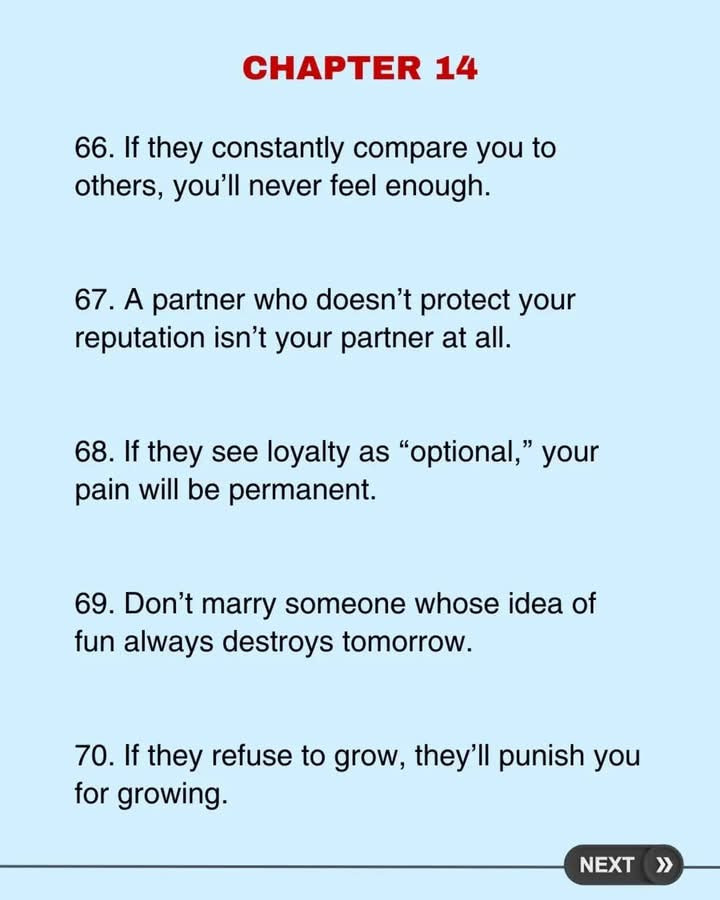 CHAPTER 14
66. If they constantly compare you to
others, you’ll never feel enough.
67. A partner who doesn’t protect your
reputation isn’t your partner at all.
68. If they see loyalty as “optional,” your
pain will be permanent.
69. Don’t marry someone whose idea of
fun always destroys tomorrow.
70. If they refuse to grow, they’ll punish you
for growing.
NEXT »